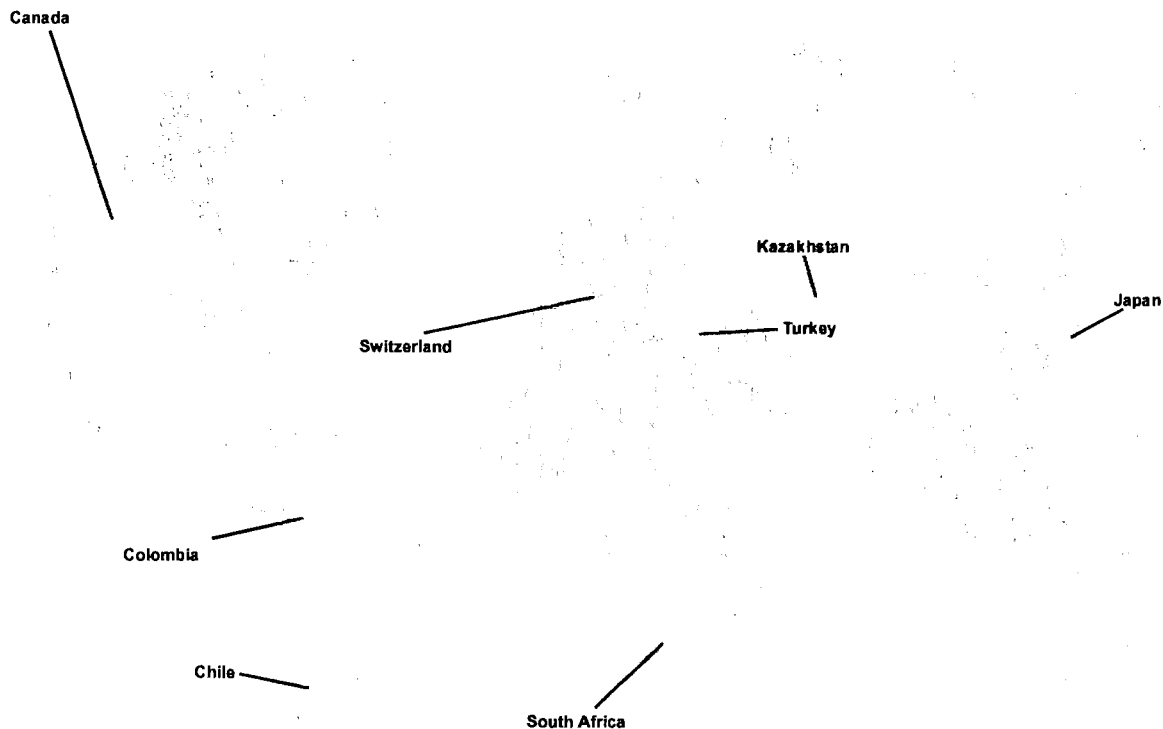 Canada
Kazakhstan
Japan
Turkey
Switzerland
Colombia
Chile
South Africa